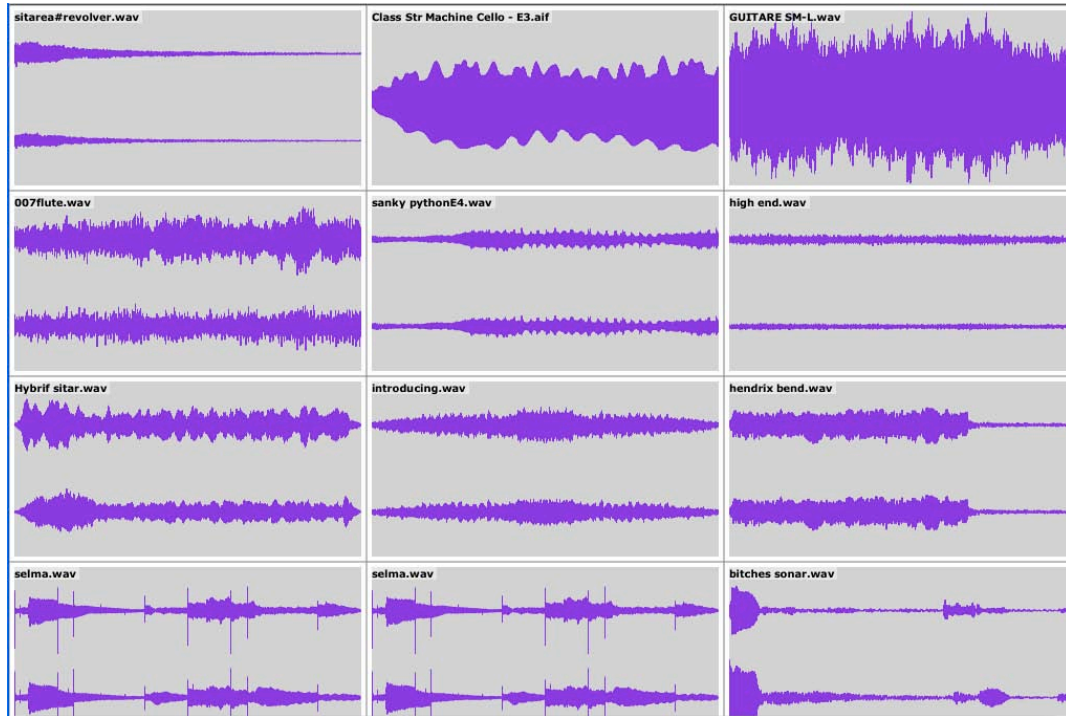 sitarea#revolver.wav
Class Str Machine Cello - E3.aif
GUITARE SM-L.wav
007flute.wav
sanky pythonE4.wav
high end.wav
Hybrif sitar.wav
introducing.wav
hendrix bend.wav
selma.wav
selma.wav
bitches sonar.wav